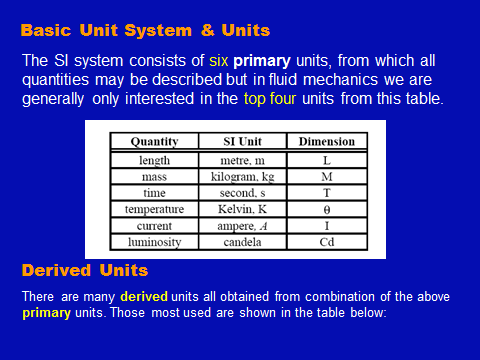 Basic Unit System & Units
The SI system consists of six primary units, from which all
quantities may be described but in fluid mechanics we are
generally only interested in the top four units from this table.
Quantity SI Unit Dimension
length metre, m L
mass kilogram, kg M
time second, s T
temperature Kelvin, K θ
current ampere, A I
luminosity candela Cd
Derived Units
There are many derived units all obtained from combination of the above
primary units. Those most used are shown in the table below: